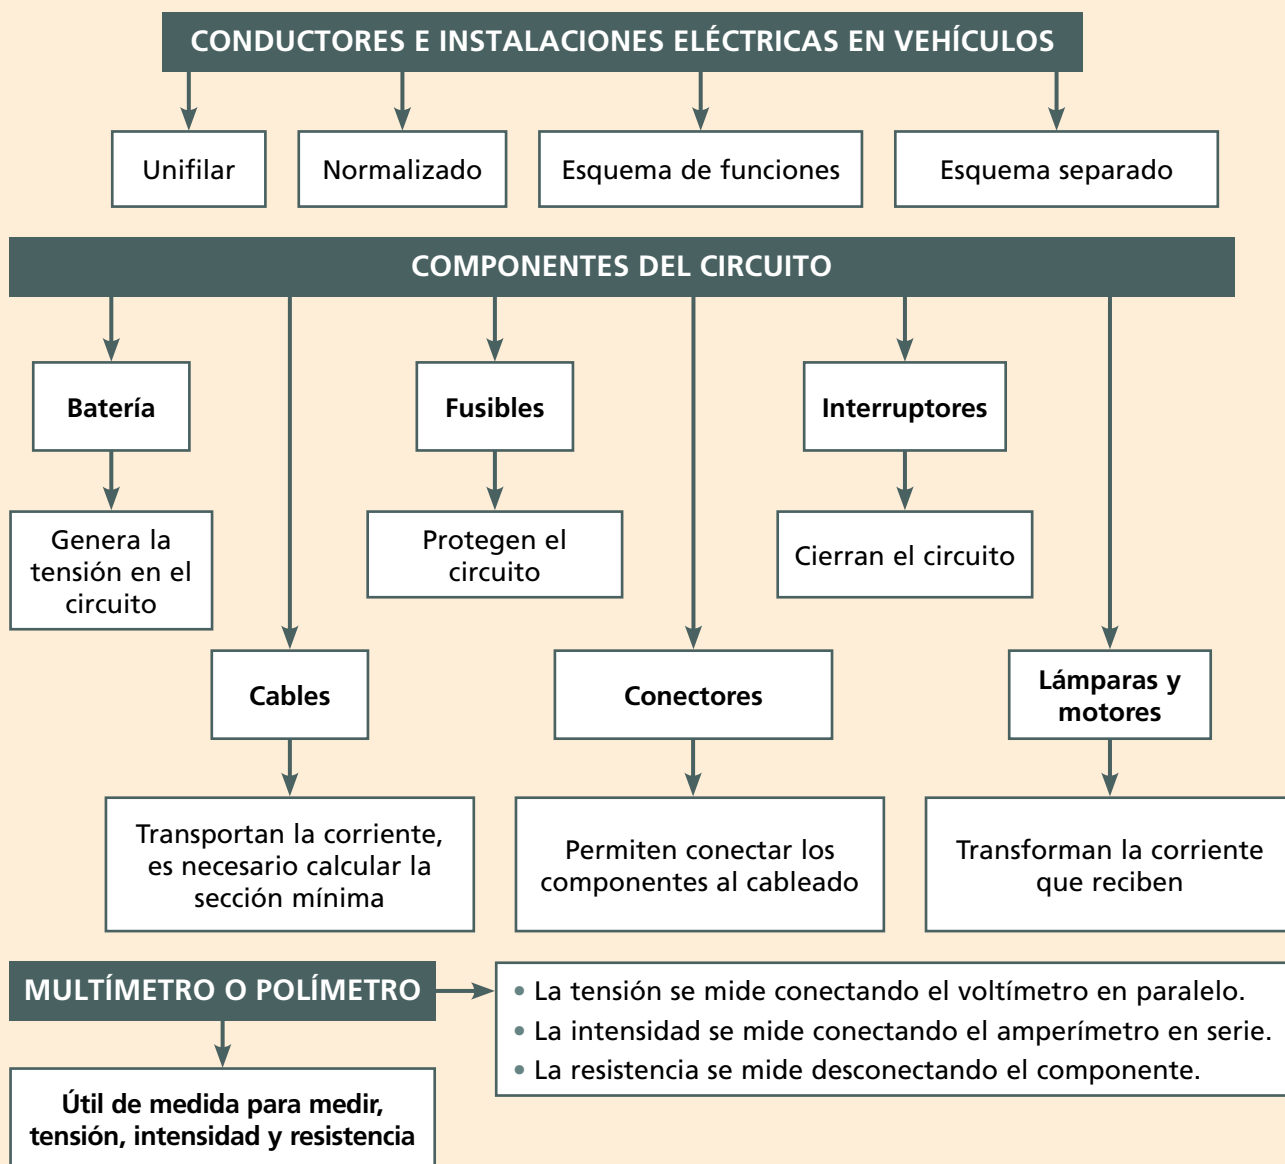 CONDUCTORES E INSTALACIONES ELÉCTRICAS EN VEHÍCULOS
Unifilar
Normalizado
Esquema de funciones
Esquema separado
COMPONENTES DEL CIRCUITO
Batería
Fusibles
Interruptores
Genera la
tensión en el
circuito
Protegen el
circuito
Cierran el circuito
Cables
Conectores
Lámparas y
motores
Transportan la corriente,
es necesario calcular la
sección mínima
Permiten conectar los
componentes al cableado
Transforman la corriente
que reciben
MULTÍMETRO O POLÍMETRO
• La tensión se mide conectando el voltímetro en paralelo.
• La intensidad se mide conectando el amperímetro en serie.
• La resistencia se mide desconectando el componente.
Útil de medida para medir,
tensión, intensidad y resistencia